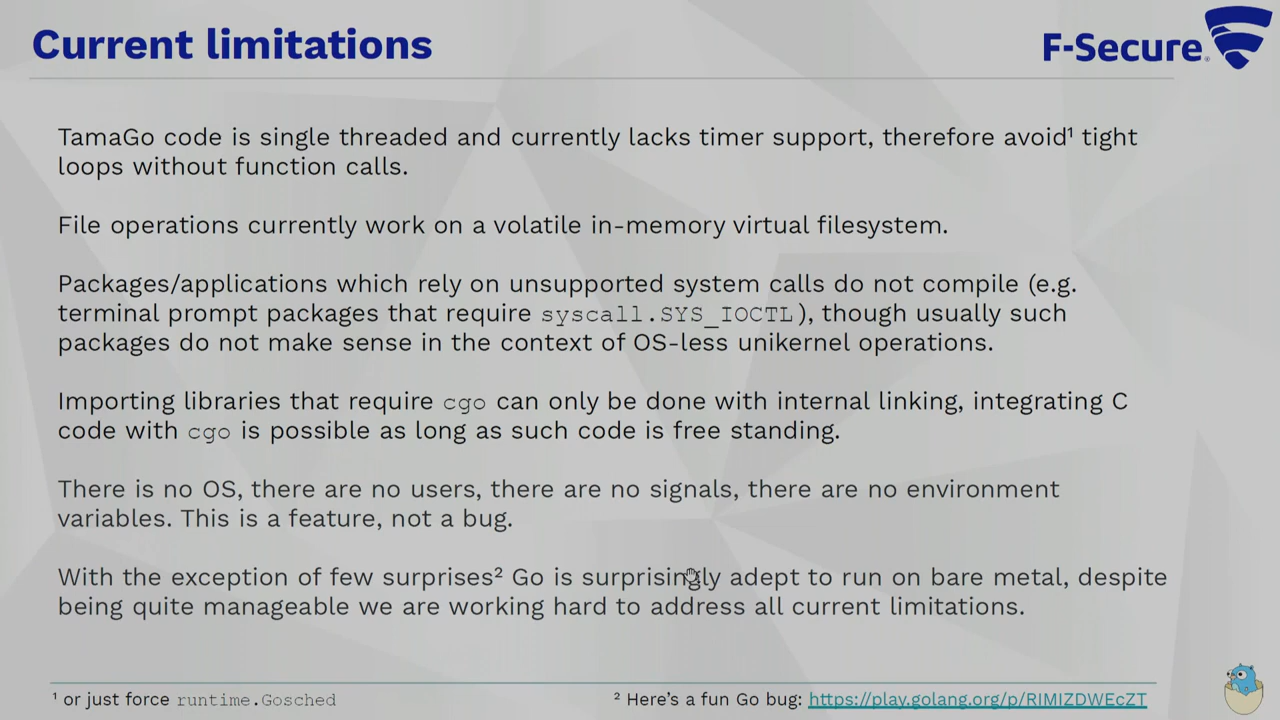 Current limitations
F-Secure®
TamaGo code is single threaded and currently lacks timer support, therefore avoid¹ tight
loops without function calls.
File operations currently work on a volatile in-memory virtual filesystem.
Packages/applications which rely on unsupported system calls do not compile (e.g.
terminal prompt packages that require syscall.SYS_IOCTL), though usually such
packages do not make sense in the context of OS-less unikernel operations.
Importing libraries that require cgo can only be done with internal linking, integrating C
code with cgo is possible as long as such code is free standing.
There is no OS, there are no users, there are no signals, there are no environment
variables. This is a feature, not a bug.
With the exception of few surprises² Go is surprisingly adept to run on bare metal, despite
being quite manageable we are working hard to address all current limitations.
¹ or just force runtime.Gosched
² Here's a fun Go bug: https://play.golang.org/p/RIMIZDWEcZT